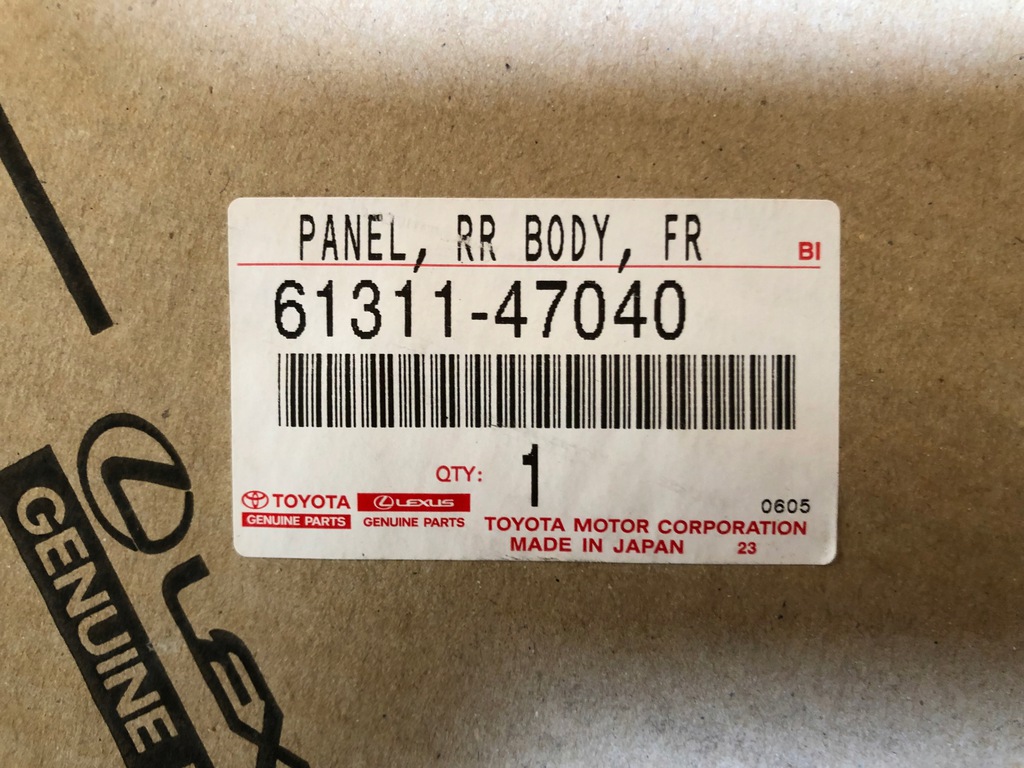 PANEL, RR BODY, FR
BI
61311-47040
QTY: 1
TOYOTA
GENUINE PARTS
LEXUS
GENUINE PARTS
0605
TOYOTA MOTOR CORPORATION
MADE IN JAPAN 23
LEX
GENUINE